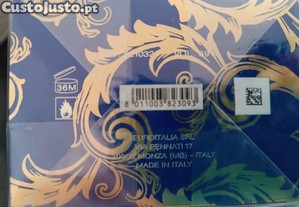 CustoJusto.pt
36M
8 011003 823093
EUROITALIA SRL
VIA PENNATI 17
MONZA (MB) - ITALY
MADE IN ITALY